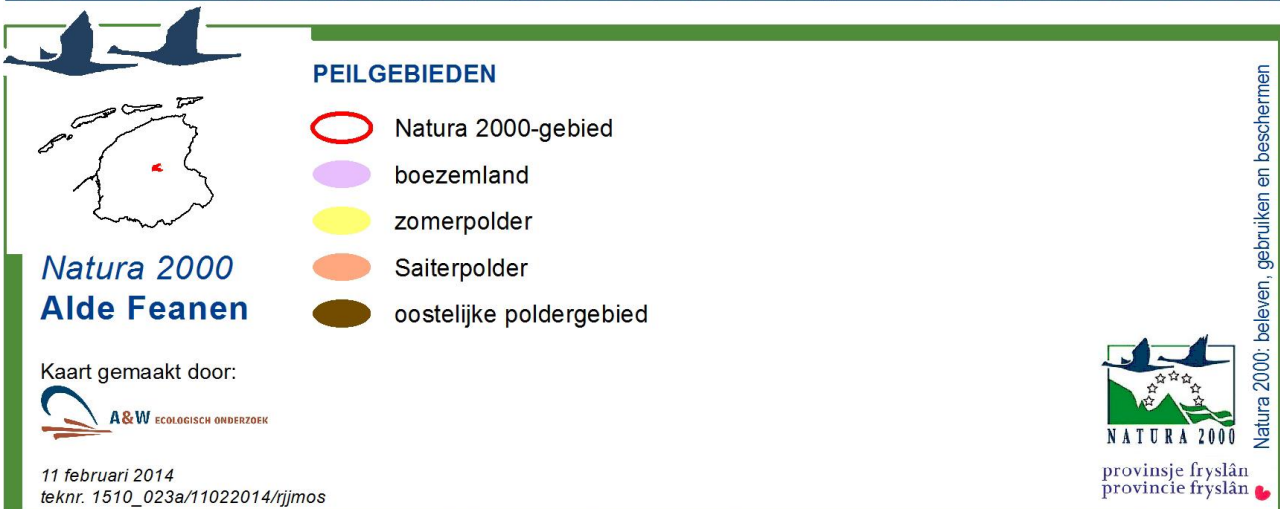 PEILGEBIEDEN
Natura 2000-gebied
boezemland
zomerpolder
Saiterpolder
oostelijke poldergebied
Natura 2000
Alde Feanen
Kaart gemaakt door:
A&W ECOLOGISCH ONDERZOEK
11 februari 2014
teknr. 1510_023a/11022014/rjjmos
Natura 2000: beleven, gebruiken en beschermen
NATURA 2000
provinsje fryslân
provincie fryslân